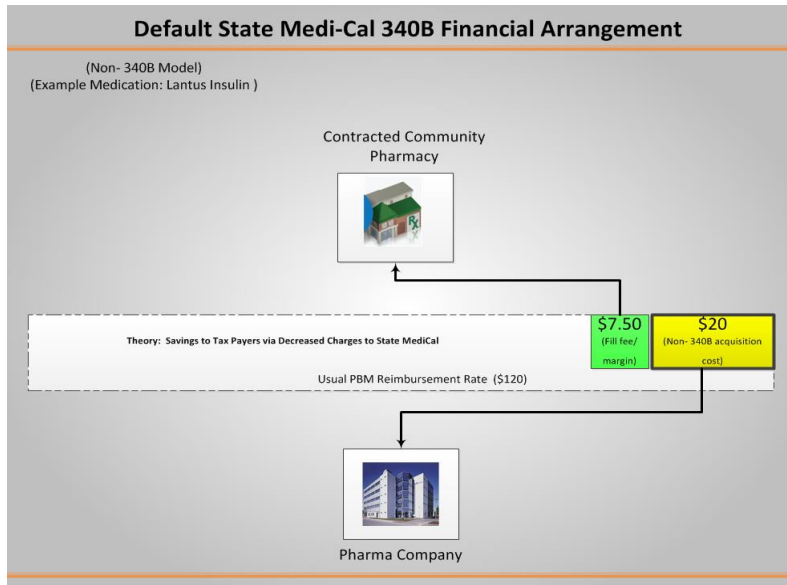 Default State Medi-Cal 340B Financial Arrangement
(Non- 340B Model)
(Example Medication: Lantus Insulin )
Contracted Community
Pharmacy
Rx
$7.50
(Fill fee/
margin)
$20
(Non- 340B acquisition
cost)
Theory:  Savings to Tax Payers via Decreased Charges to State MediCal
Usual PBM Reimbursement Rate  ($120)
Pharma Company